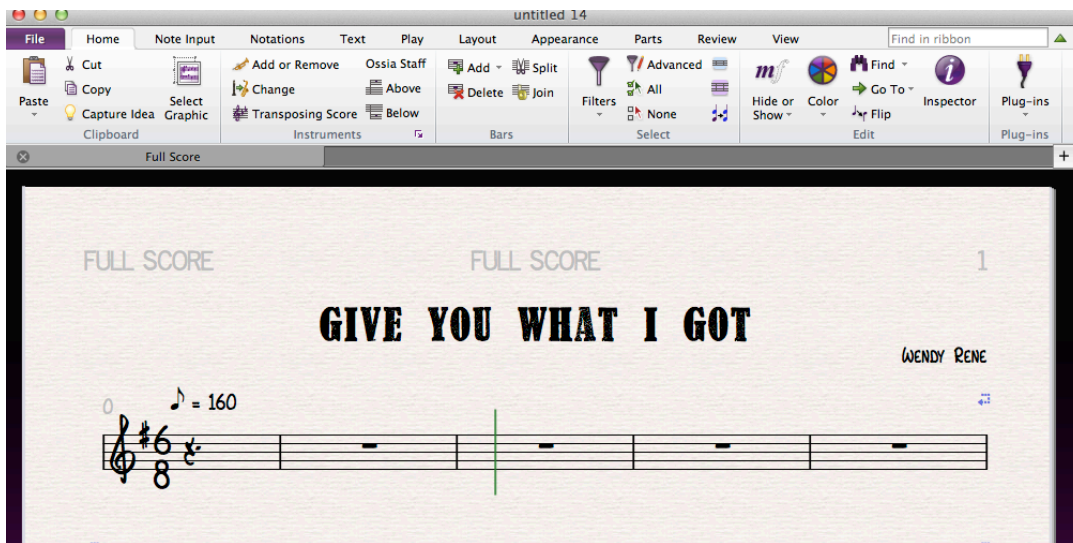 untitled 14
File Home Note Input Notations Text Play Layout Appearance Parts Review View Find in ribbon
Paste
Cut
Copy
Capture Idea
Select Graphic
Clipboard
Add or Remove
Change
Transposing Score
Ossia Staff
Above
Below
Instruments
Add
Delete
Split
Join
Bars
Filters
Advanced
All
None
Select
Hide or Show
Color
Find
Go To
Flip
Inspector
Edit
Plug-ins
Plug-ins
Full Score
FULL SCORE FULL SCORE 1
GIVE YOU WHAT I GOT
WENDY RENE
0 ♪ = 160
6
8